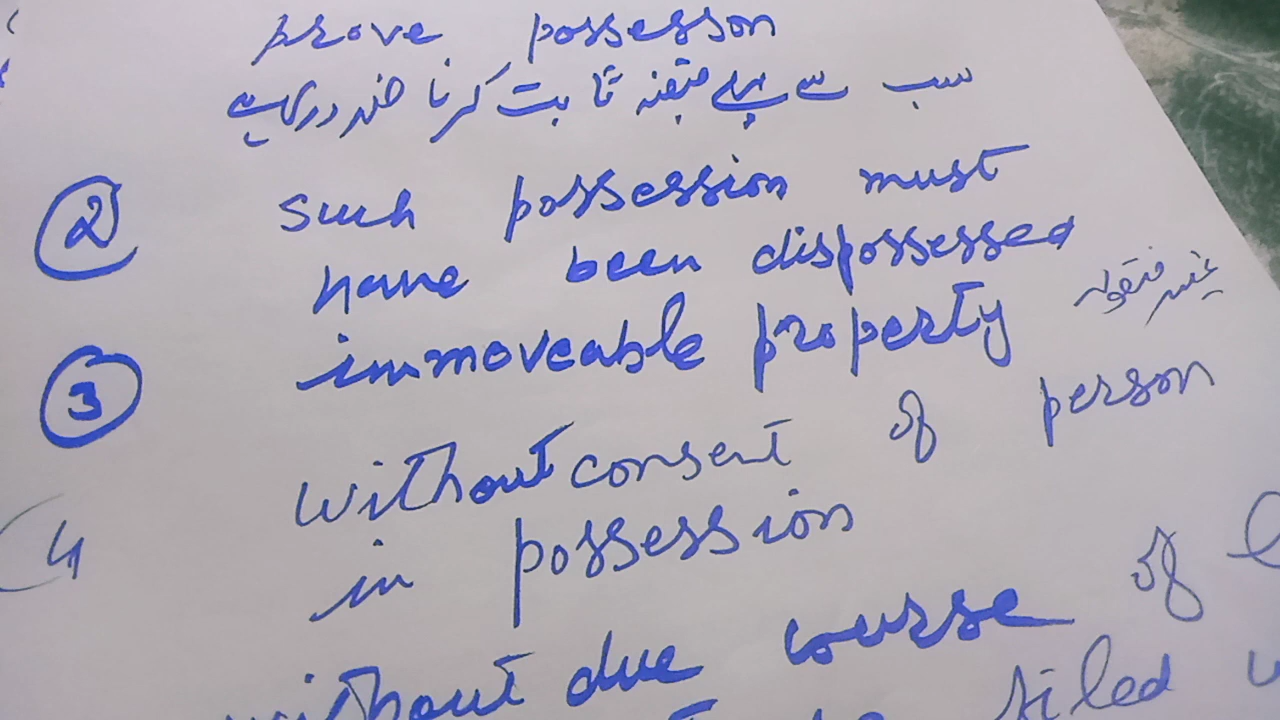 prove possesson
سب سے پہلے قبضہ ثابت کرنا ضروری ہے
2 such possession must
have been dispossessed
immoveable property غیر منقولہ
3
without consent of person
4 in possession
without due course of
filed